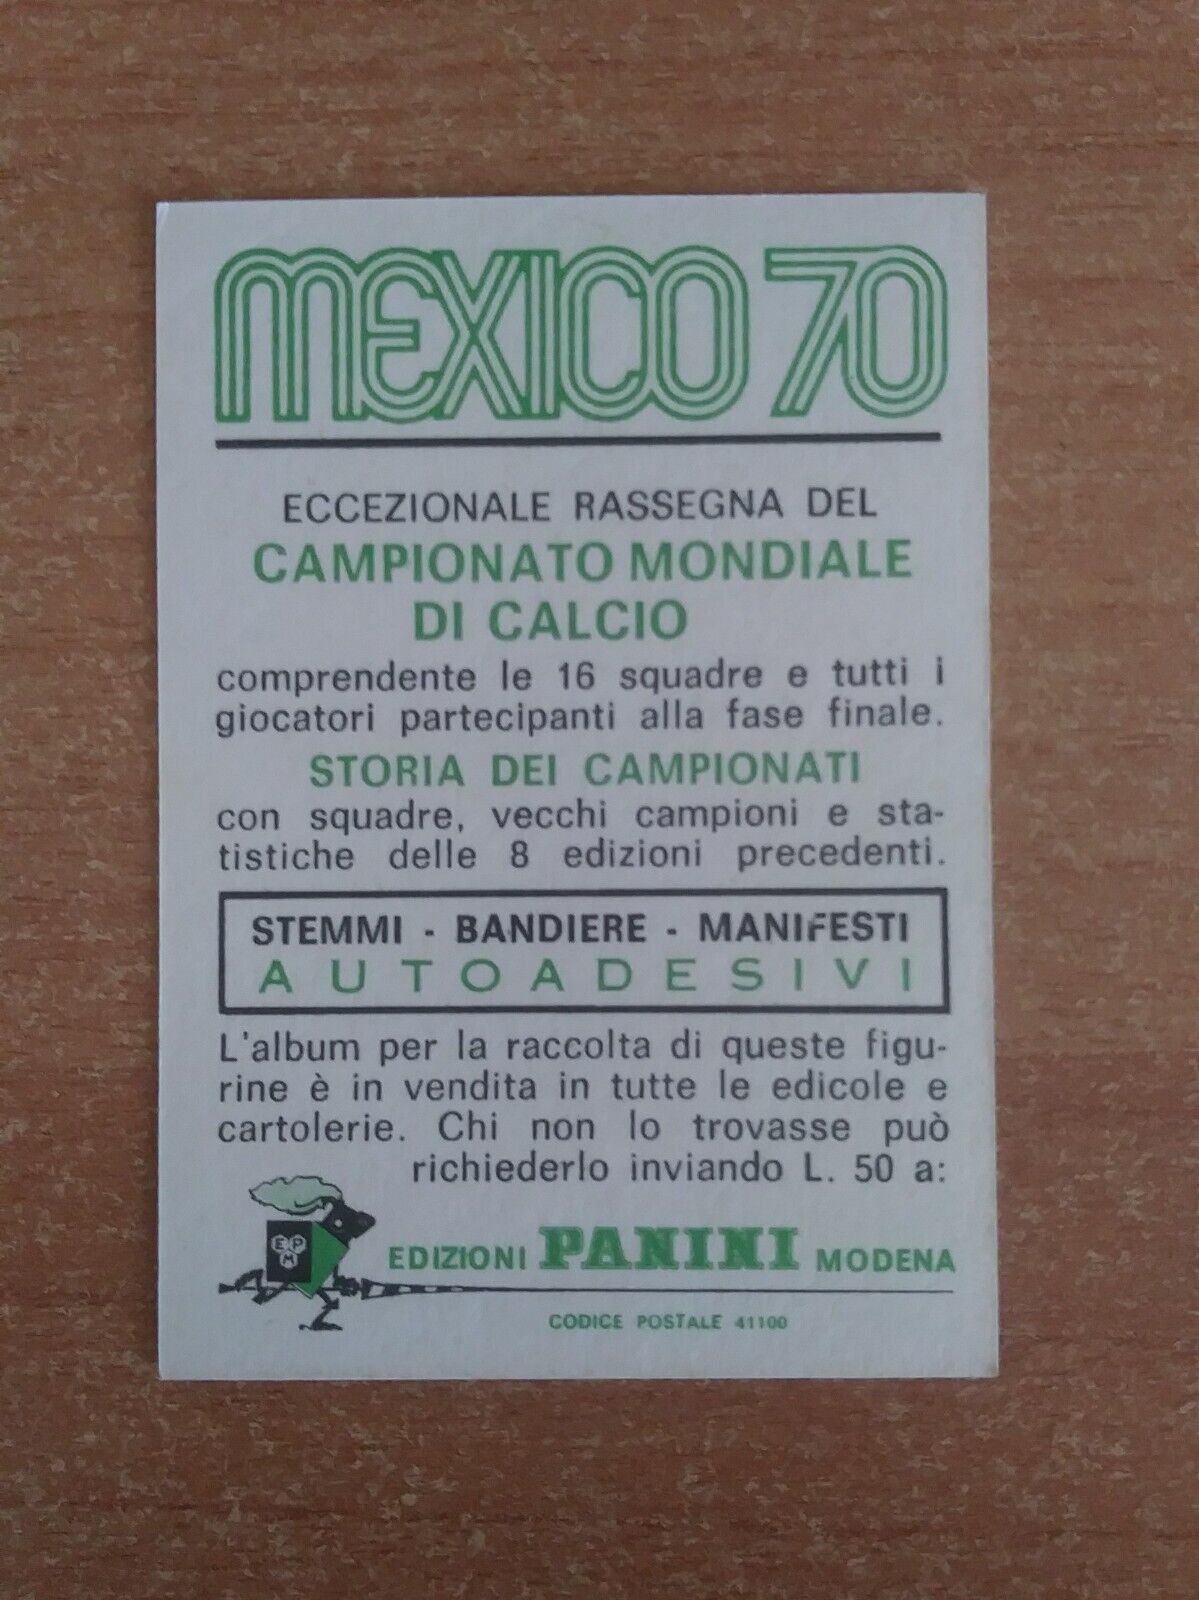 MEXICO 70
ECCEZIONALE RASSEGNA DEL
CAMPIONATO MONDIALE
DI CALCIO
comprendente le 16 squadre e tutti i
giocatori partecipanti alla fase finale.
STORIA DEI CAMPIONATI
con squadre, vecchi campioni e sta-
tistiche delle 8 edizioni precedenti.
STEMMI - BANDIERE - MANIFESTI
AUTOADESIVI
L'album per la raccolta di queste figu-
rine è in vendita in tutte le edicole e
cartolerie. Chi non lo trovasse può
richiederlo inviando L. 50 a:
EPM
EDIZIONI PANINI MODENA
CODICE POSTALE 41100